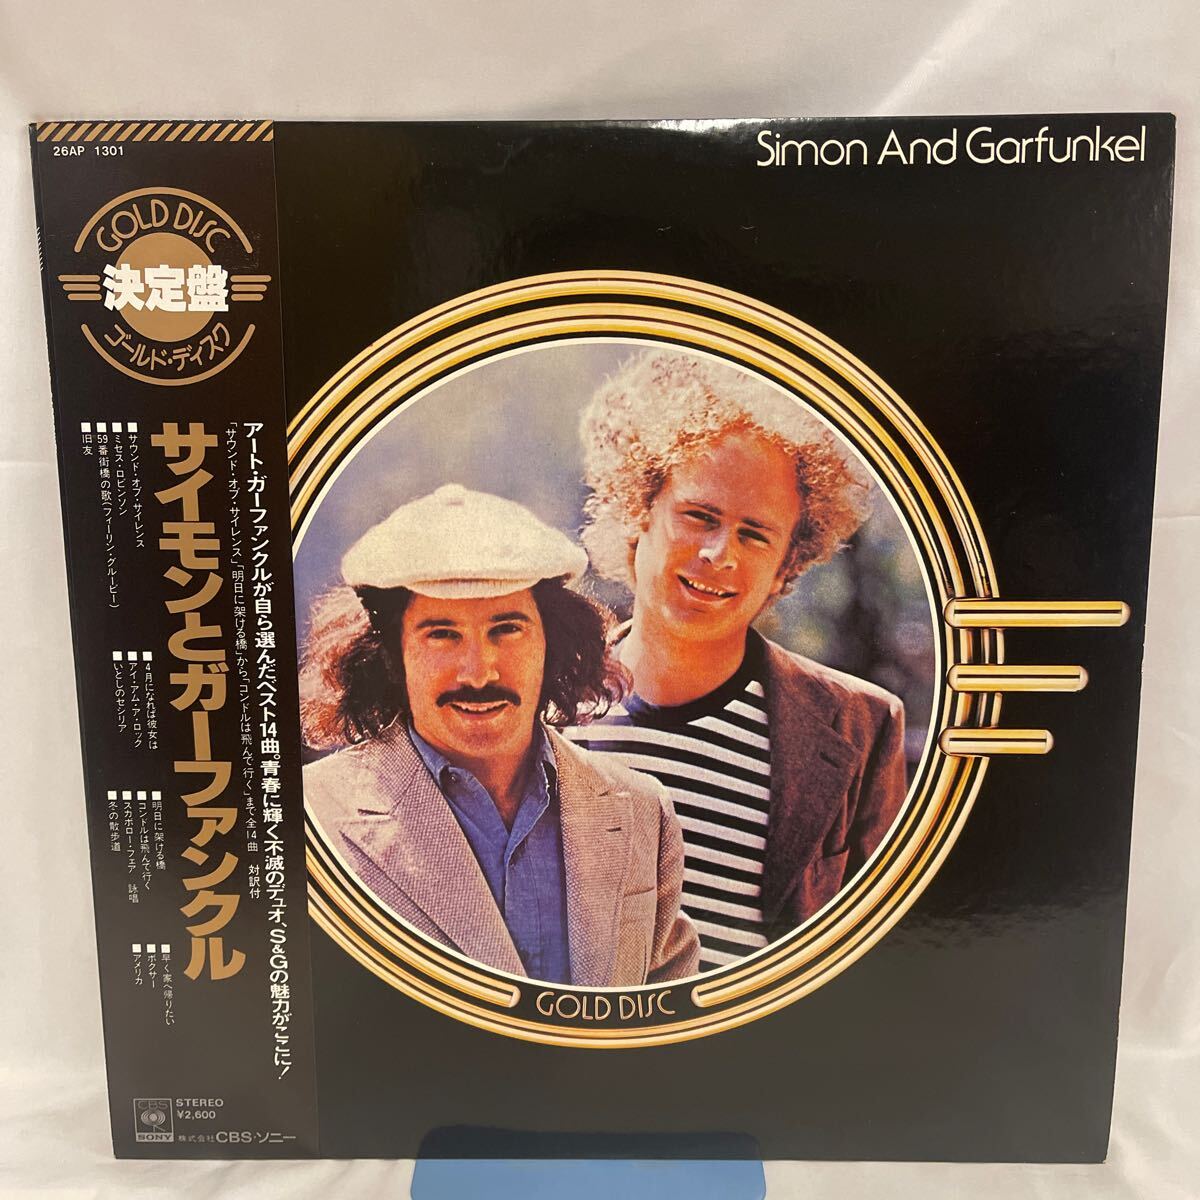 26AP 1301
GOLD DISC
決定盤
ゴールド・ディスク
Simon And Garfunkel
アート・ガーファンクルが自ら選んだベスト14曲。青春に輝く不滅のデュオ、S&Gの魅力がここに!
「サウンド・オブ・サイレンス」「明日に架ける橋」から「コンドルは飛んで行く」まで全14曲 対訳付
サイモンとガーファンクル
■サウンド・オブ・サイレンス
■ミセス・ロビンソン
■59番街橋の歌(フィーリン・グルービー)
■旧友
■4月になれば彼女は
■アイ・アム・ア・ロック
■いとしのセシリア
■明日に架ける橋
■コンドルは飛んで行く
■スカボロー・フェア/詠唱
■冬の散歩道
■早く家へ帰りたい
■ボクサー
■アメリカ
GOLD DISC
CBS
SONY
STEREO
¥2,600
株式会社CBS・ソニー